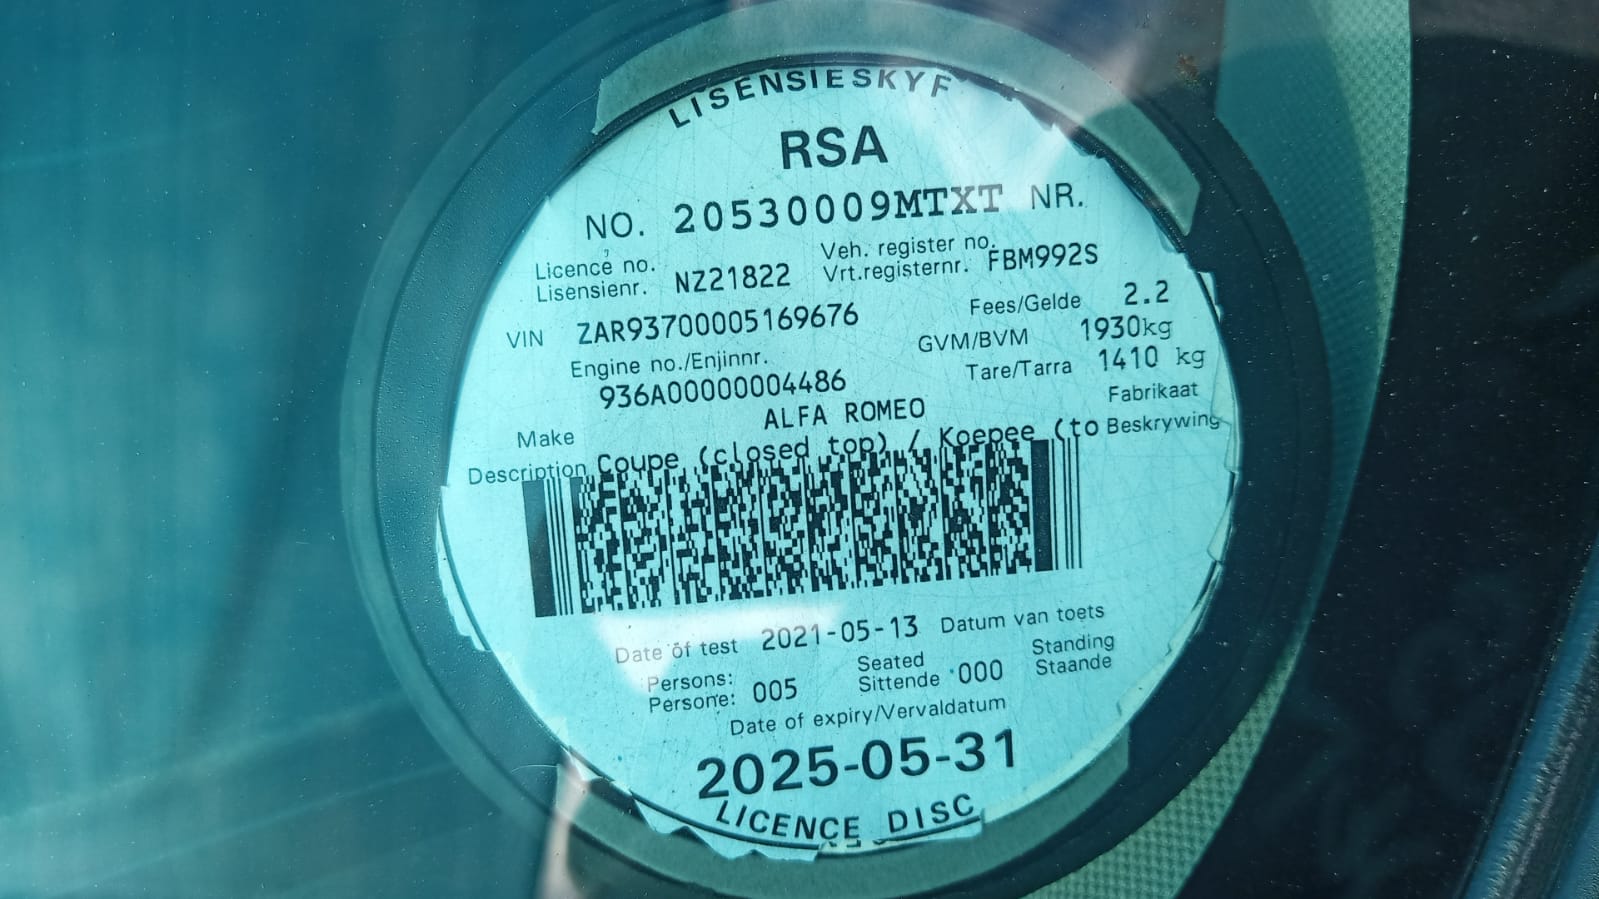 LISENSIESKYF
RSA
NO. 20530009MTXT NR.
Licence no. Lisensienr. NZ21822 Veh. register no. Vrt.registernr. FBM992S
VIN ZAR93700005169676 Fees/Gelde 2.2
Engine no./Enjinnr. GVM/BVM 1930kg
936A00000004486 Tare/Tarra 1410 kg
Make ALFA ROMEO Fabrikaat
Description Coupe (closed top) / Koepee (to Beskrywing
Date of test 2021-05-13 Datum van toets
Persons: Persone: 005 Seated Sittende 000 Standing Staande
Date of expiry/Vervaldatum
2025-05-31
LICENCE DISC